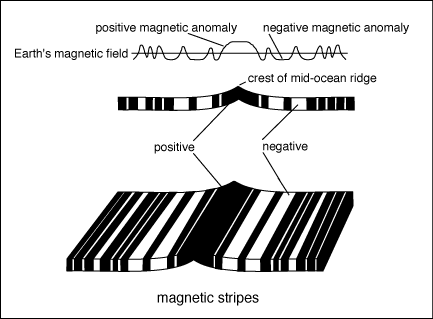 positive magnetic anomaly
negative magnetic anomaly
Earth's magnetic field
crest of mid-ocean ridge
positive
negative
magnetic stripes